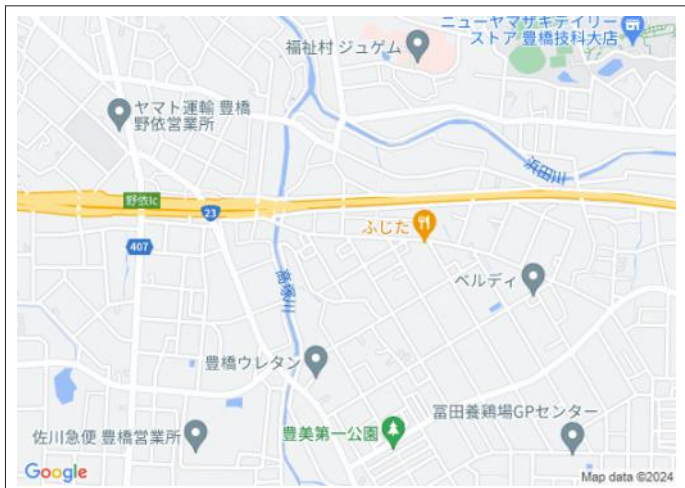 ニューヤマザキデイリー
ストア 豊橋技科大店
福祉村 ジュゲム
ヤマト運輸 豊橋
野依営業所
浜田川
野依Ic
23
ふじた
407
高塚川
ベルディ
豊橋ウレタン
冨田養鶏場GPセンター
豊美第一公園
佐川急便 豊橋営業所
Google
Map data ©2024